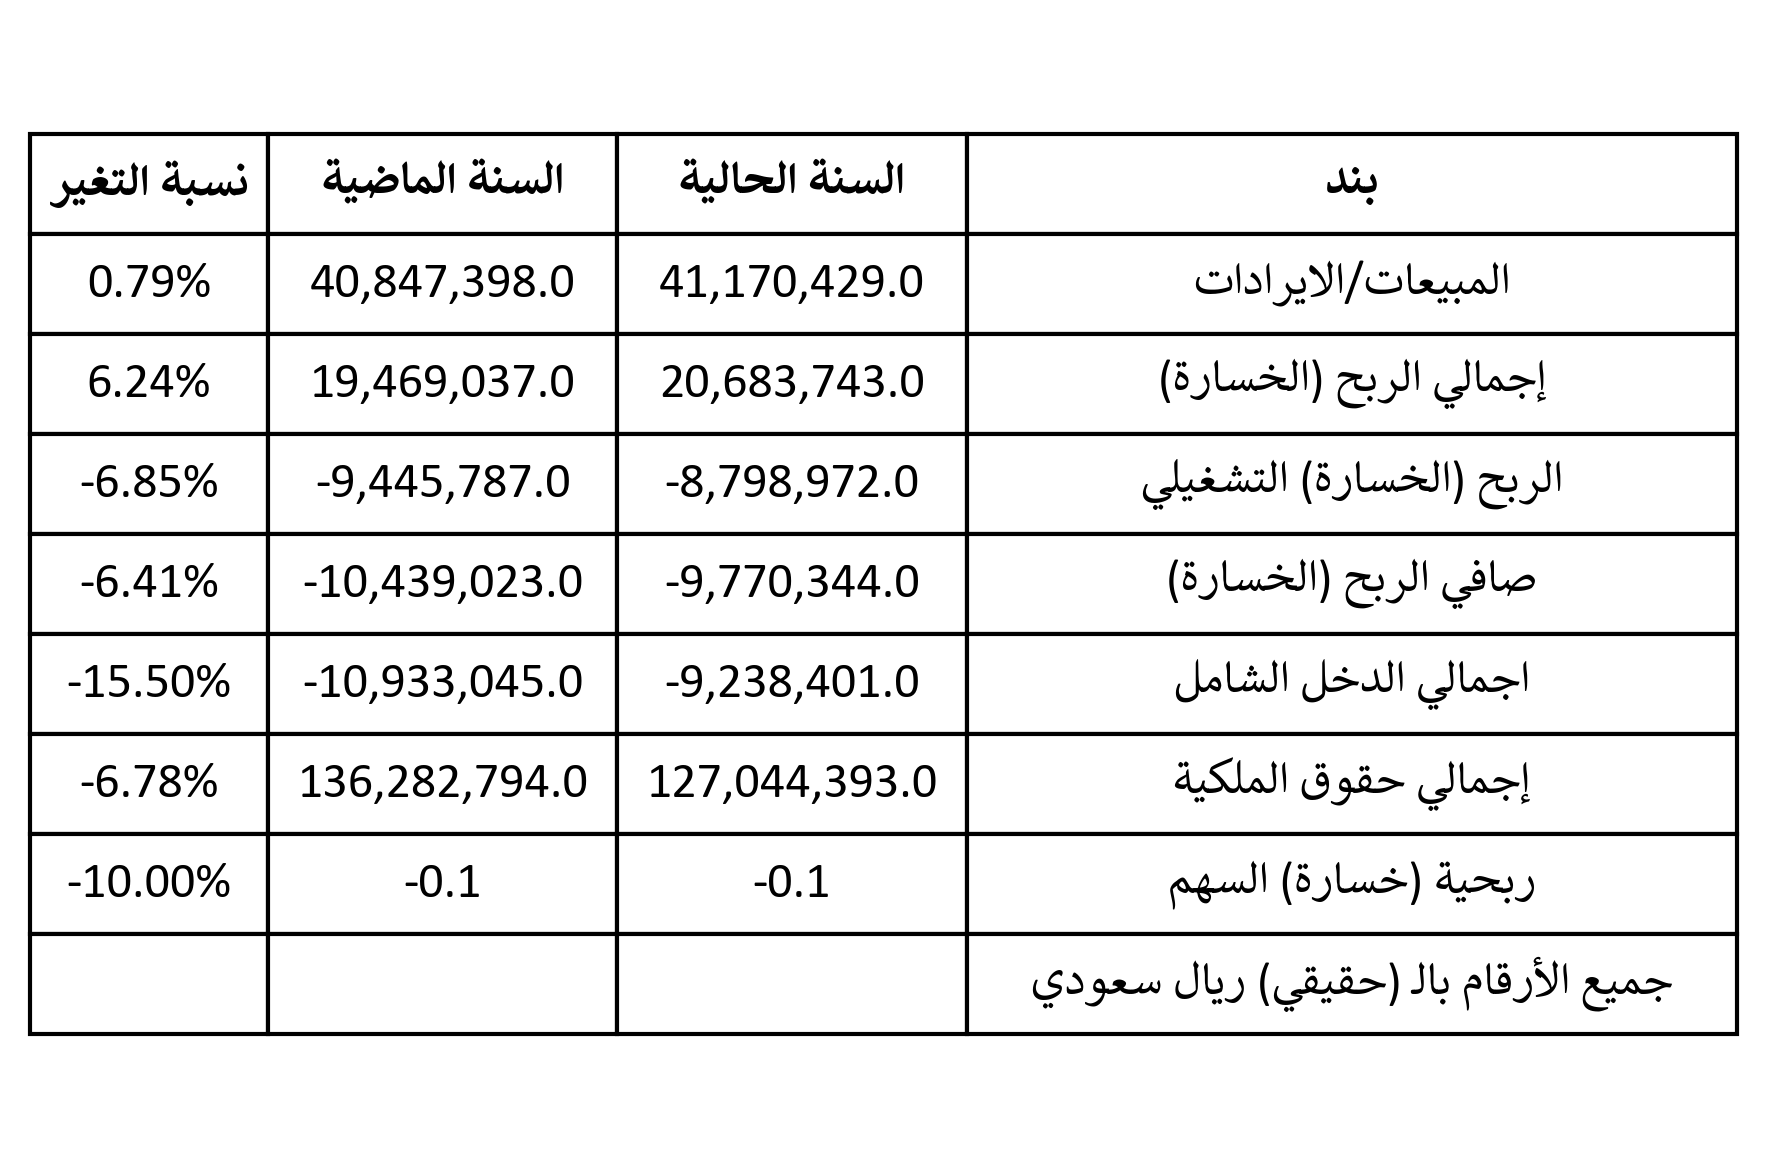 بند السنة الحالية السنة الماضية نسبة التغير
المبيعات/الايرادات 41,170,429.0 40,847,398.0 0.79%
إجمالي الربح (الخسارة) 20,683,743.0 19,469,037.0 6.24%
الربح (الخسارة) التشغيلي -8,798,972.0 -9,445,787.0 -6.85%
صافي الربح (الخسارة) -9,770,344.0 -10,439,023.0 -6.41%
اجمالي الدخل الشامل -9,238,401.0 -10,933,045.0 -15.50%
إجمالي حقوق الملكية 127,044,393.0 136,282,794.0 -6.78%
ربحية (خسارة) السهم -0.1 -0.1 -10.00%
جميع الأرقام بالـ (حقيقي) ريال سعودي